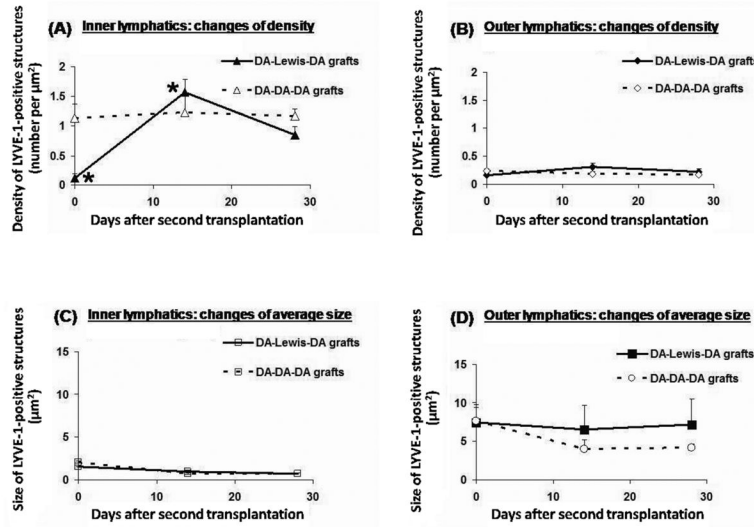 (A) Inner lymphatics: changes of density
DA-Lewis-DA grafts
DA-DA-DA grafts
Density of LYVE-1-positive structures
(number per µm²)
2
1.5
1
0.5
0
*
*
0 10 20 30
Days after second transplantation
(B) Outer lymphatics: changes of density
DA-Lewis-DA grafts
DA-DA-DA grafts
Density of LYVE-1-positive structures
(number per µm²)
2
1.5
1
0.5
0
0 10 20 30
Days after second transplantation
(C) Inner lymphatics: changes of average size
DA-Lewis-DA grafts
DA-DA-DA grafts
Size of LYVE-1-positive structures
(µm²)
15
10
5
0
0 10 20 30
Days after second transplantation
(D) Outer lymphatics: changes of average size
DA-Lewis-DA grafts
DA-DA-DA grafts
Size of LYVE-1-positive structures
(µm²)
15
10
5
0
0 10 20 30
Days after second transplantation